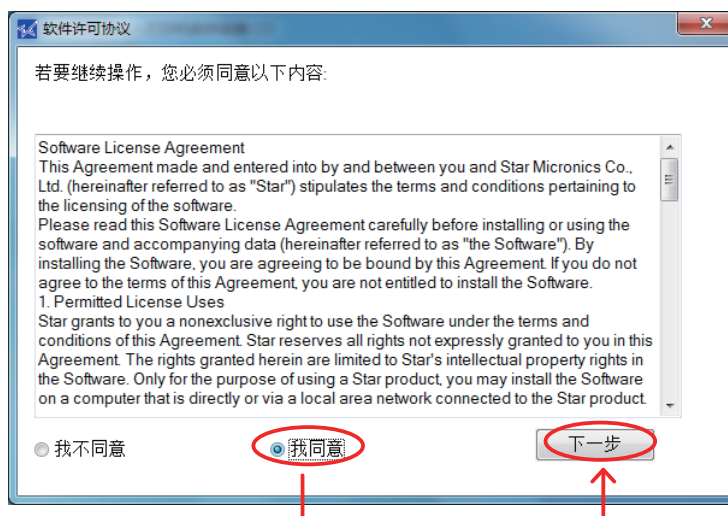 软件许可协议
若要继续操作，您必须同意以下内容:
Software License Agreement
This Agreement made and entered into by and between you and Star Micronics Co.,
Ltd. (hereinafter referred to as "Star") stipulates the terms and conditions pertaining to
the licensing of the software.
Please read this Software License Agreement carefully before installing or using the
software and accompanying data (hereinafter referred to as "the Software"). By
installing the Software, you are agreeing to be bound by this Agreement. If you do not
agree to the terms of this Agreement, you are not entitled to install the Software.
1. Permitted License Uses
Star grants to you a nonexclusive right to use the Software under the terms and
conditions of this Agreement. Star reserves all rights not expressly granted to you in this
Agreement. The rights granted herein are limited to Star's intellectual property rights in
the Software. Only for the purpose of using a Star product, you may install the Software
on a computer that is directly or via a local area network connected to the Star product.
我不同意 我同意 下一步